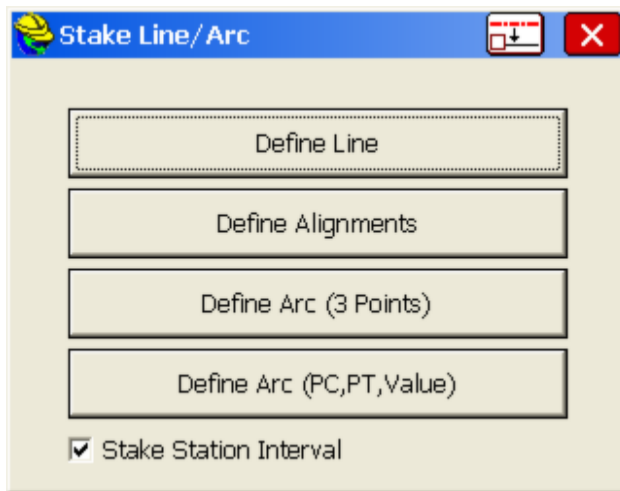 Stake Line/Arc
Define Line
Define Alignments
Define Arc (3 Points)
Define Arc (PC,PT,Value)
Stake Station Interval